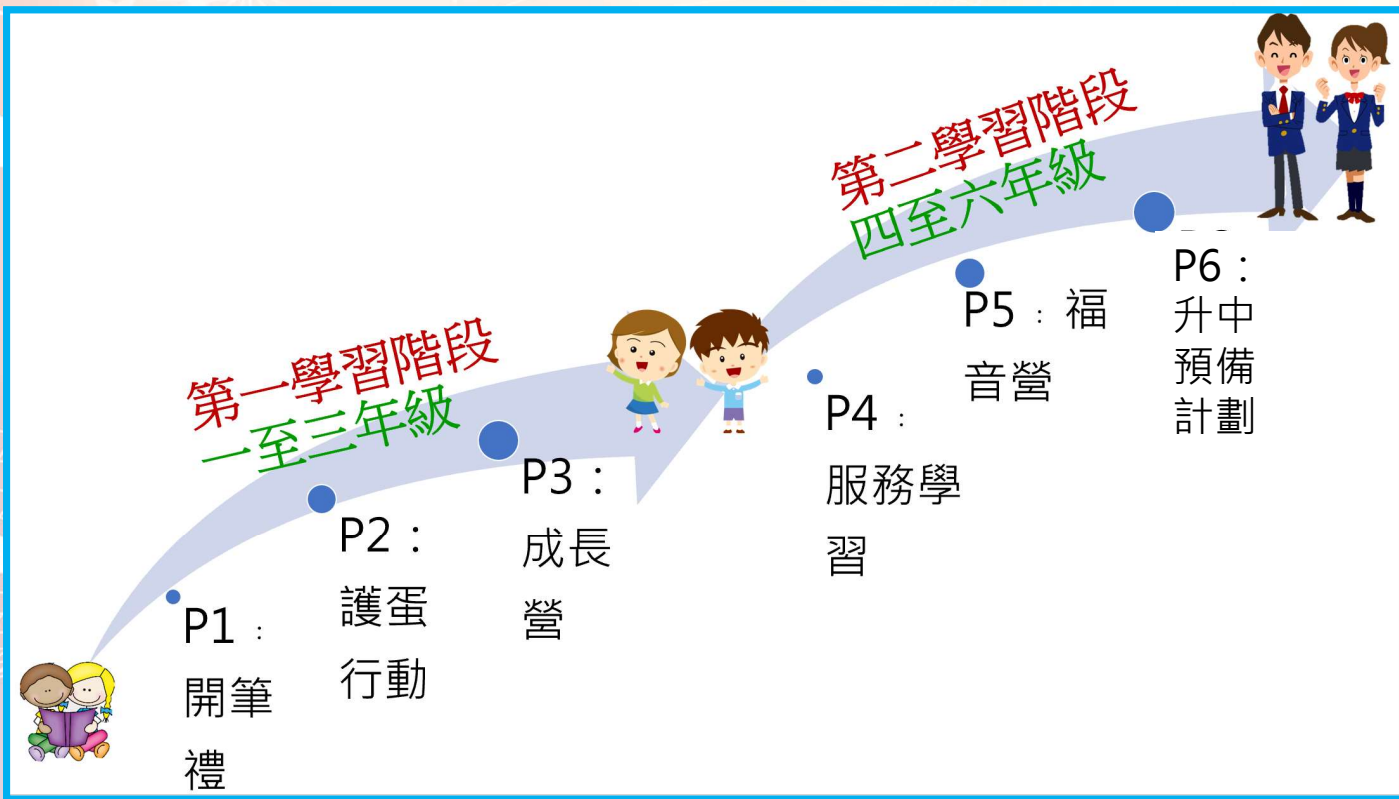 第一學習階段
一至三年級
P1：
開筆
禮
P2：
護蛋
行動
P3：
成長
營
第二學習階段
四至六年級
P4：
服務學
習
P5：福
音營
P6：
升中
預備
計劃